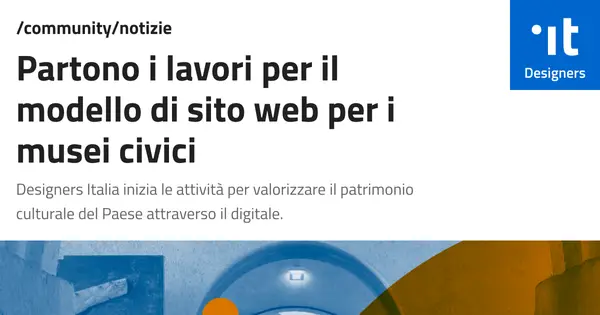 /community/notizie
Partono i lavori per il
modello di sito web per i
musei civici
Designers Italia inizia le attività per valorizzare il patrimonio
culturale del Paese attraverso il digitale.
it
Designers